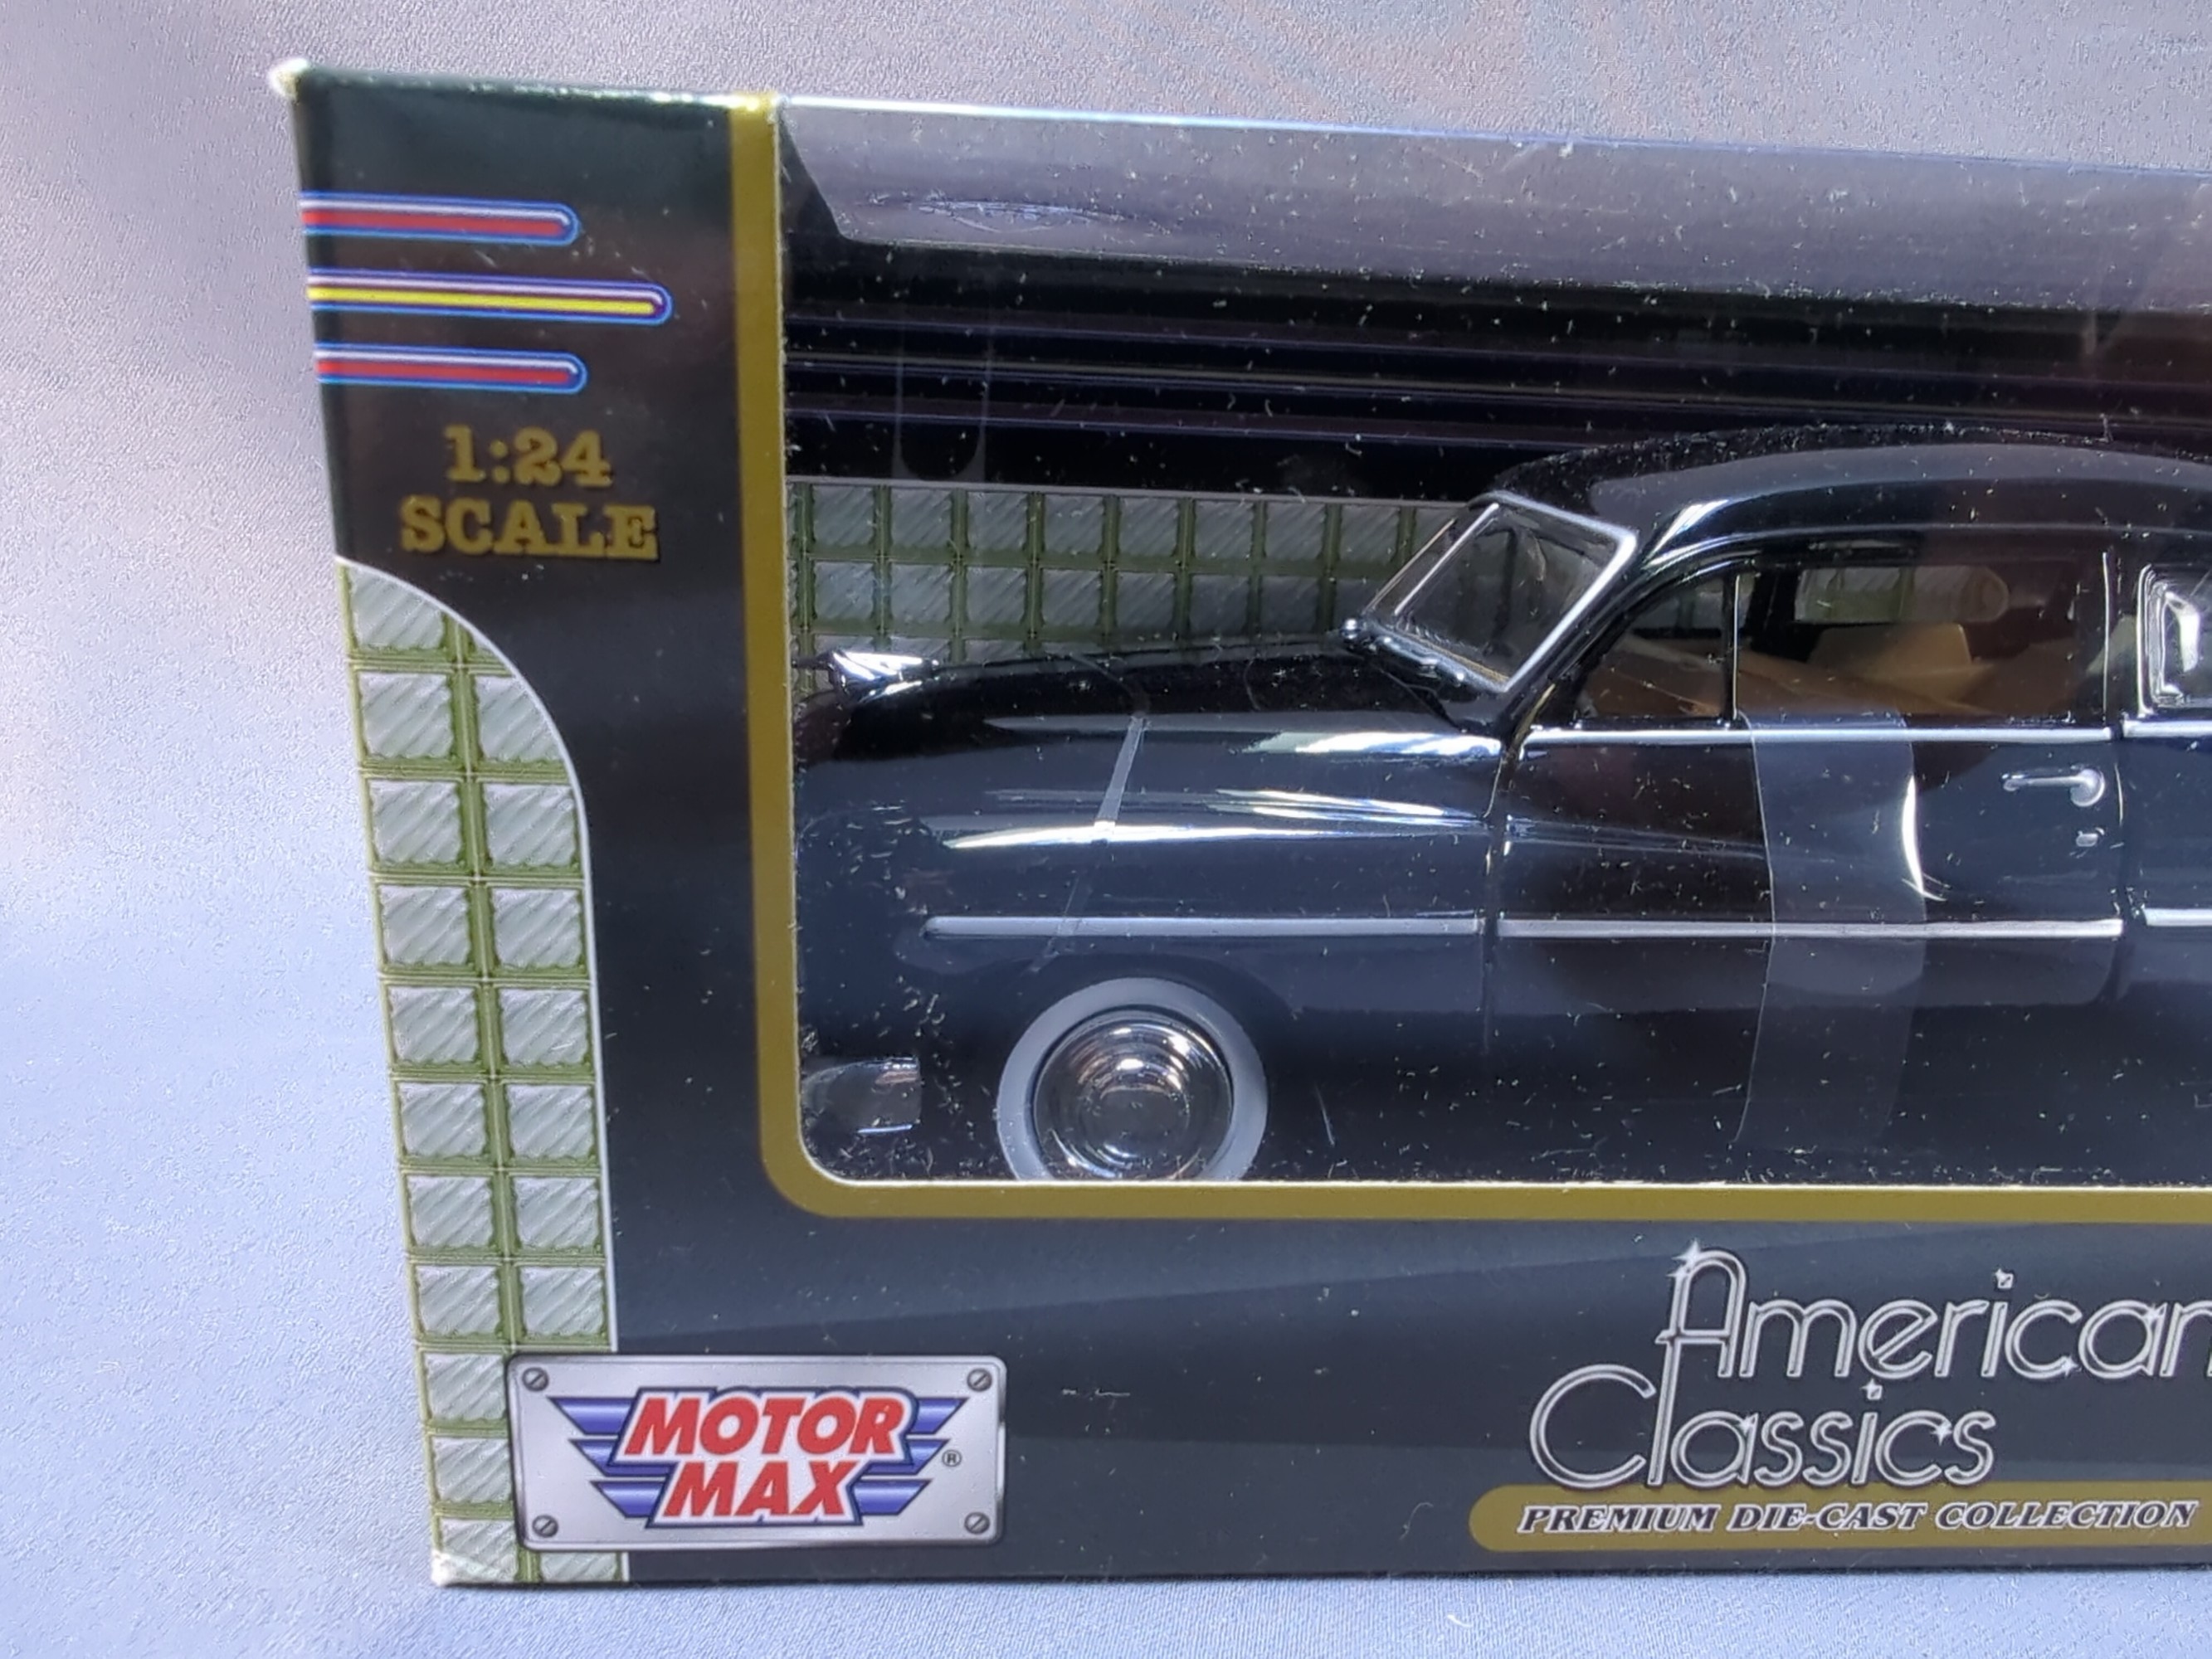 1:24
SCALE
American
Classics
PREMIUM DIE-CAST COLLECTION
MOTOR
MAX
®